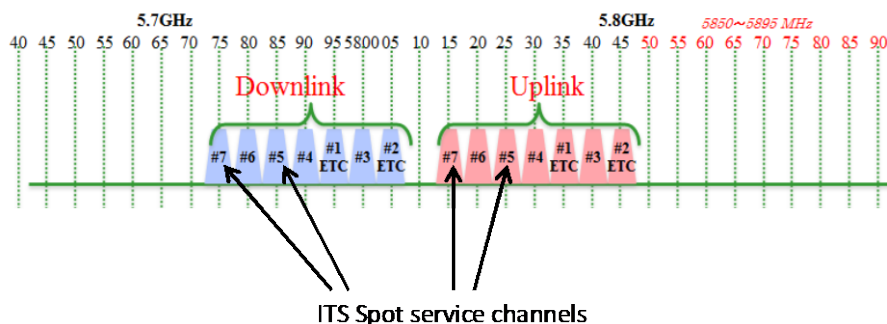 5.7GHz 5.8GHz 5850~5895 MHz
40 45 50 55 60 65 70 75 80 85 90 95 5800 05 10 15 20 25 30 35 40 45 50 55 60 65 70 75 80 85 90
Downlink Uplink
#7 #6 #5 #4 #1 ETC #3 #2 ETC #7 #6 #5 #4 #1 ETC #3 #2 ETC
ITS Spot service channels